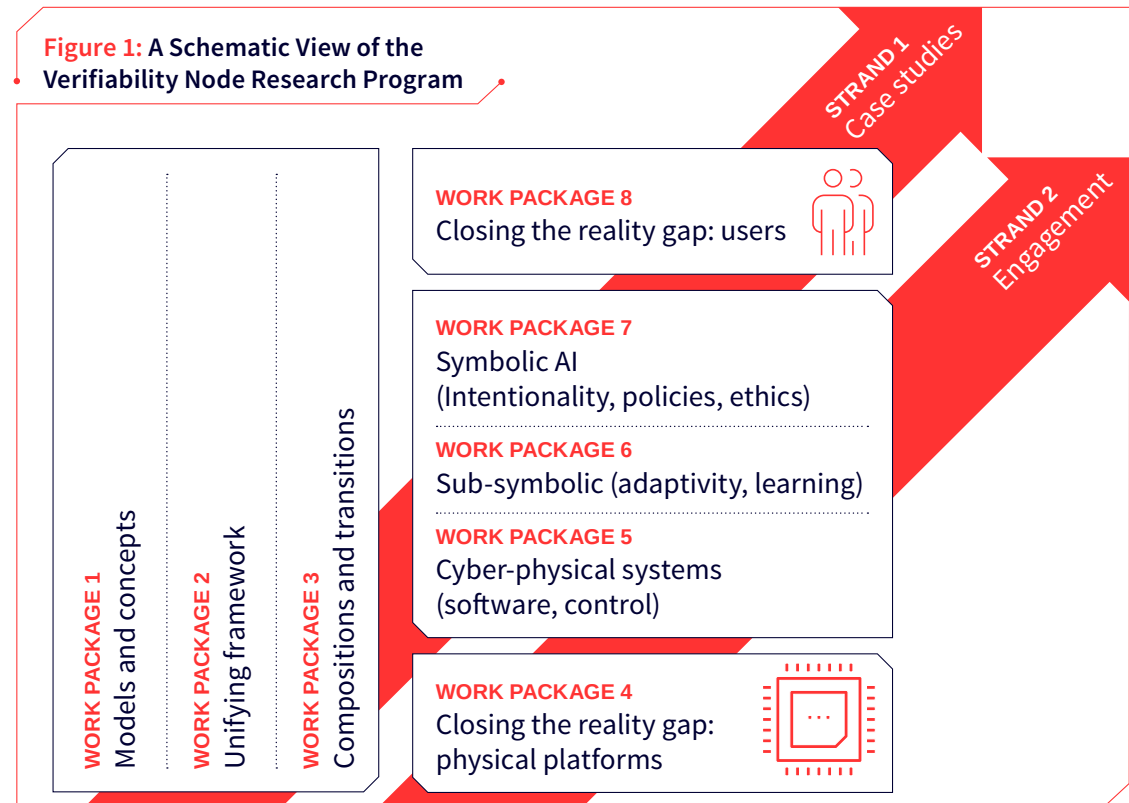 Figure 1: A Schematic View of the
Verifiability Node Research Program
STRAND 1
Case studies
STRAND 2
Engagement
WORK PACKAGE 1
Models and concepts
WORK PACKAGE 2
Unifying framework
WORK PACKAGE 3
Compositions and transitions
WORK PACKAGE 8
Closing the reality gap: users
WORK PACKAGE 7
Symbolic AI
(Intentionality, policies, ethics)
WORK PACKAGE 6
Sub-symbolic (adaptivity, learning)
WORK PACKAGE 5
Cyber-physical systems
(software, control)
WORK PACKAGE 4
Closing the reality gap:
physical platforms